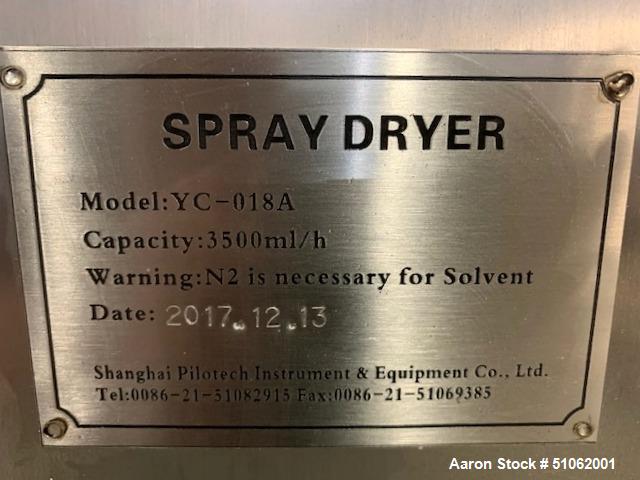 SPRAY DRYER
Model:YC-018A
Capacity:3500ml/h
Warning:N2 is necessary for Solvent
Date: 2017.12.13
Shanghai Pilotech Instrument & Equipment Co., Ltd.
Tel:0086-21-51082915 Fax:0086-21-51069385
Aaron Stock # 51062001